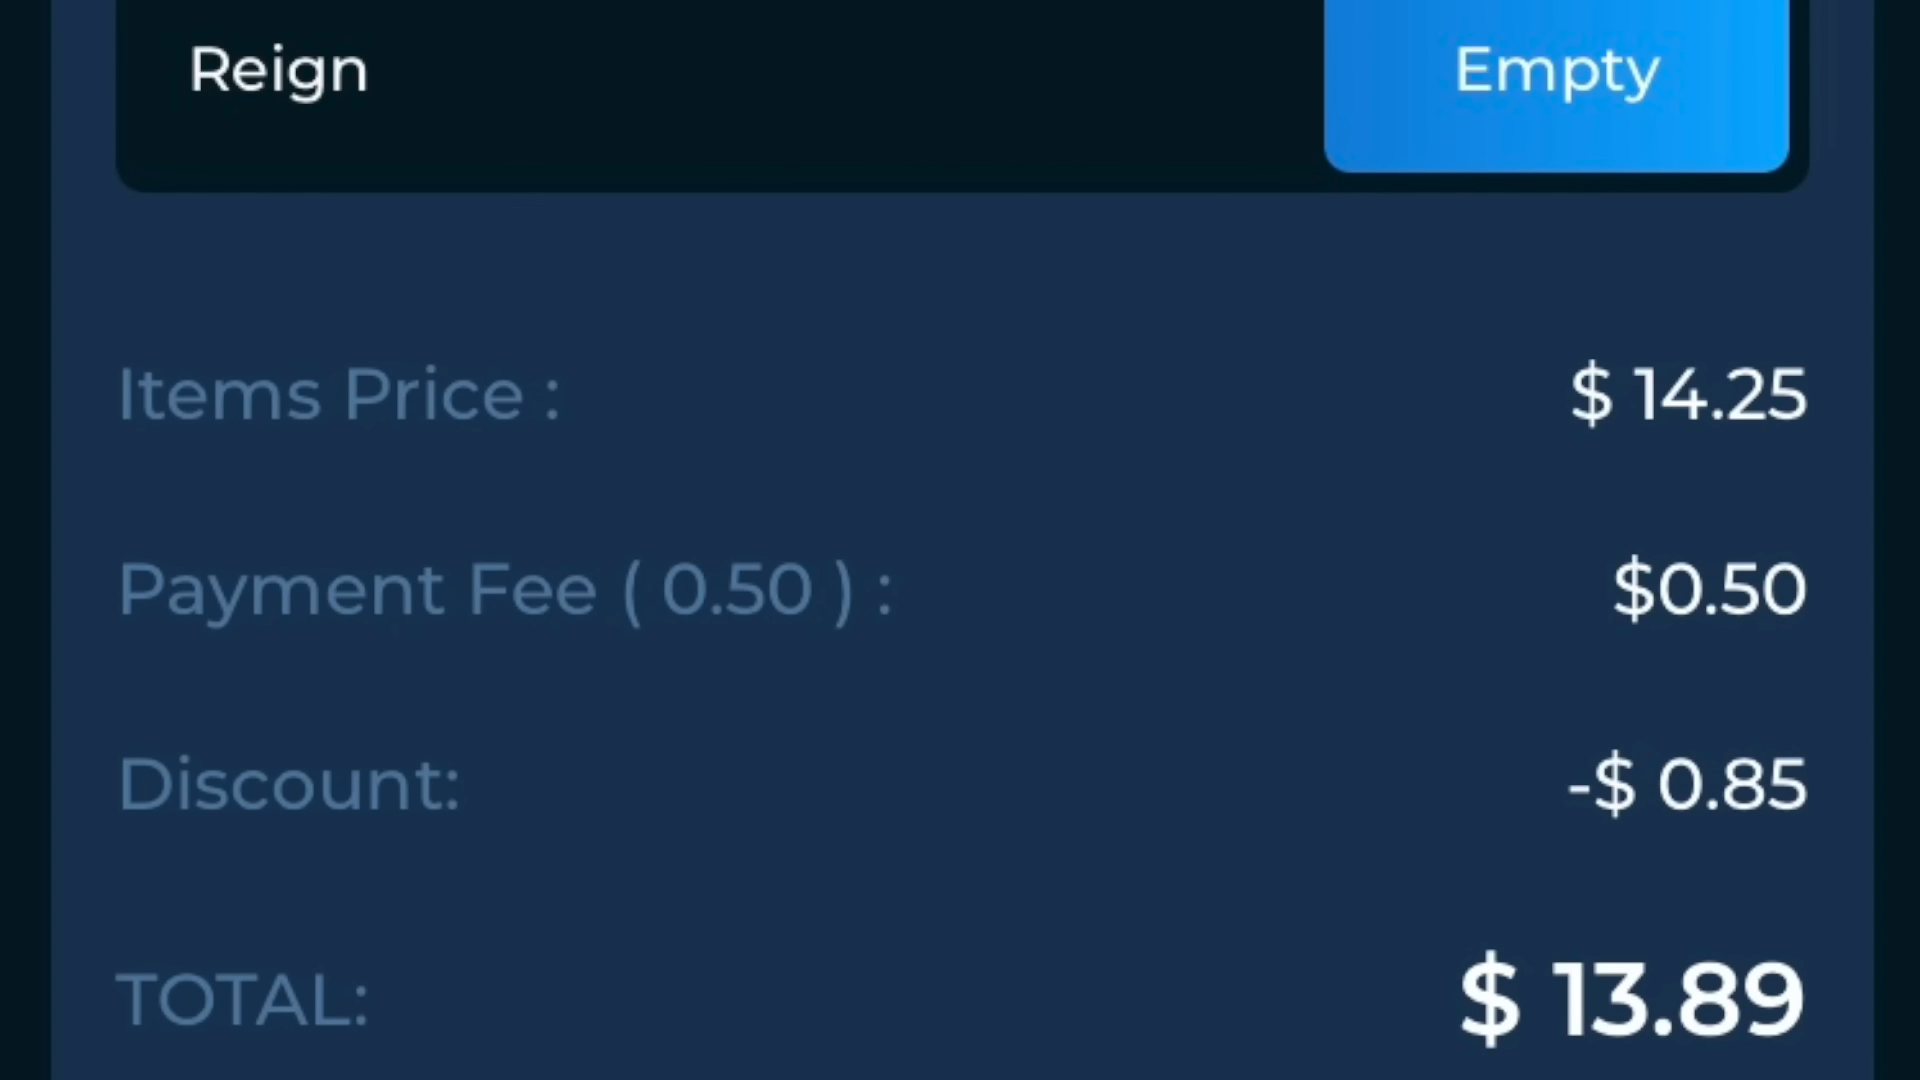 Reign Empty
Items Price : $ 14.25
Payment Fee ( 0.50 ) : $0.50
Discount: -$ 0.85
TOTAL: $ 13.89